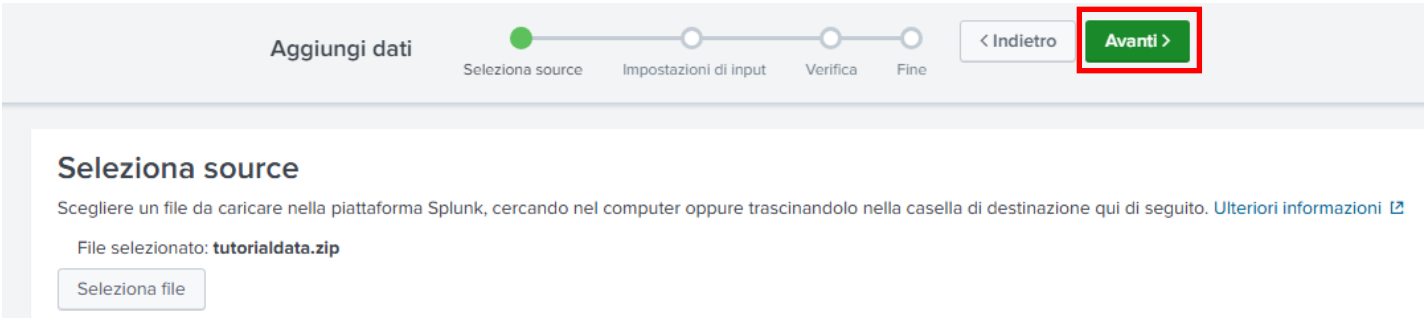 Aggiungi dati
Seleziona source
Impostazioni di input
Verifica
Fine
< Indietro
Avanti >
Seleziona source
Scegliere un file da caricare nella piattaforma Splunk, cercando nel computer oppure trascinandolo nella casella di destinazione qui di seguito. Ulteriori informazioni
File selezionato: tutorialdata.zip
Seleziona file